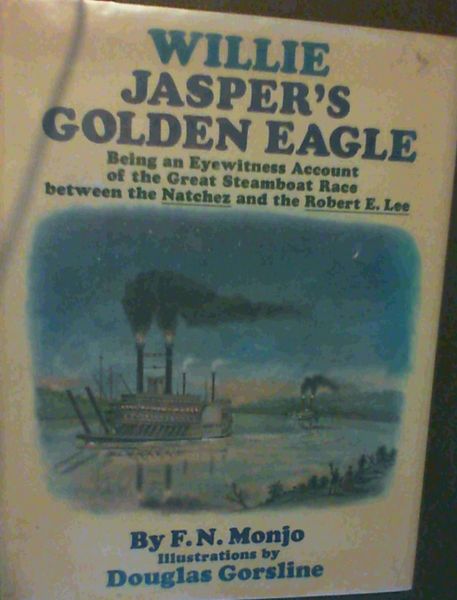 WILLIE
JASPER'S
GOLDEN EAGLE
Being an Eyewitness Account
of the Great Steamboat Race
between the Natchez and the Robert E. Lee
By F. N. Monjo
Illustrations by
Douglas Gorsline